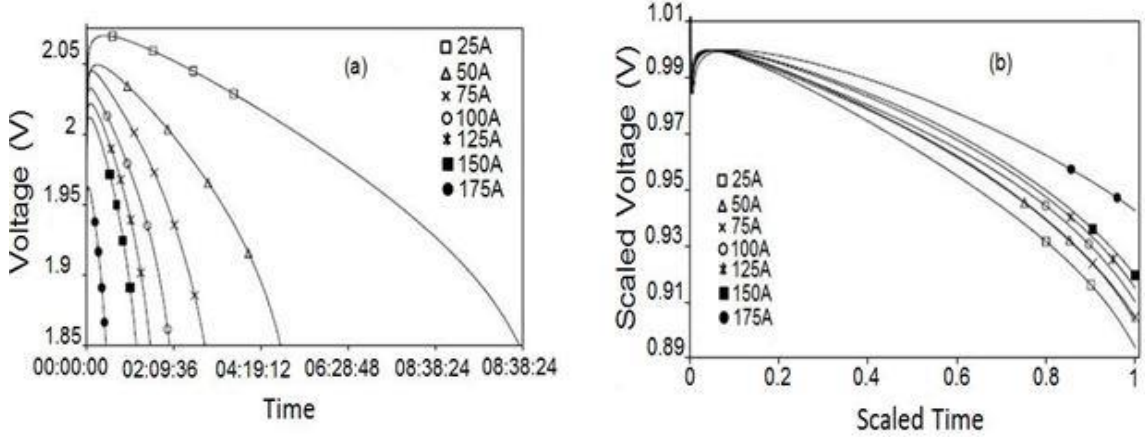 2.05
2
1.95
1.9
1.85
Voltage (V)
(a)
25A
50A
75A
100A
125A
150A
175A
00:00:00 02:09:36 04:19:12 06:28:48 08:38:24 08:38:24
Time
1.01
0.99
0.97
0.95
0.93
0.91
0.89
Scaled Voltage (V)
(b)
25A
50A
75A
100A
125A
150A
175A
0 0.2 0.4 0.6 0.8 1
Scaled Time